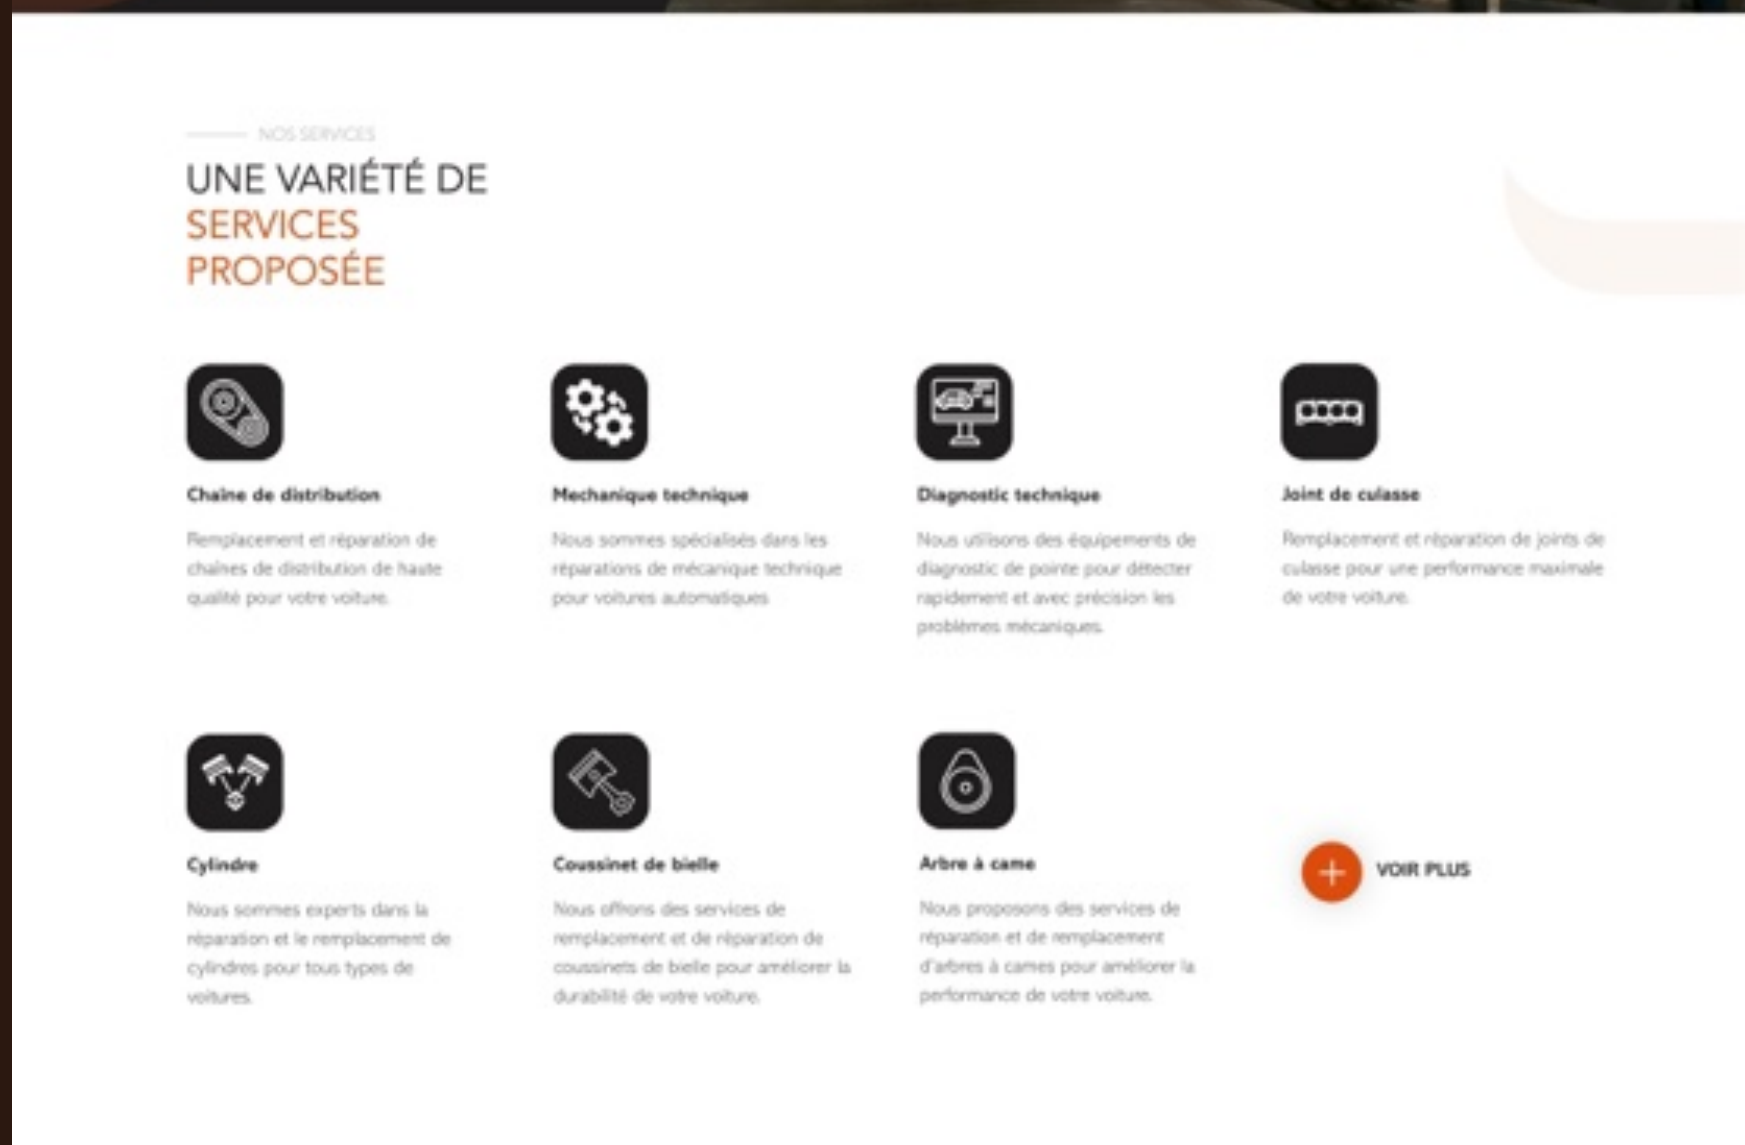 NOS SERVICES
UNE VARIÉTÉ DE
SERVICES
PROPOSÉE
Chaîne de distribution
Remplacement et réparation de
chaînes de distribution de haute
qualité pour votre voiture.
Mechanique technique
Nous sommes spécialisés dans les
réparations de mécanique technique
pour voitures automatiques
Diagnostic technique
Nous utilisons des équipements de
diagnostic de pointe pour détecter
rapidement et avec précision les
problèmes mécaniques.
Joint de culasse
Remplacement et réparation de joints de
culasse pour une performance maximale
de votre voiture.
Cylindre
Nous sommes experts dans la
réparation et le remplacement de
cylindres pour tous types de
voitures.
Coussinet de bielle
Nous offrons des services de
remplacement et de réparation de
coussinets de bielle pour améliorer la
durabilité de votre voiture.
Arbre à came
Nous proposons des services de
réparation et de remplacement
d'arbres à cames pour améliorer la
performance de votre voiture.
VOIR PLUS